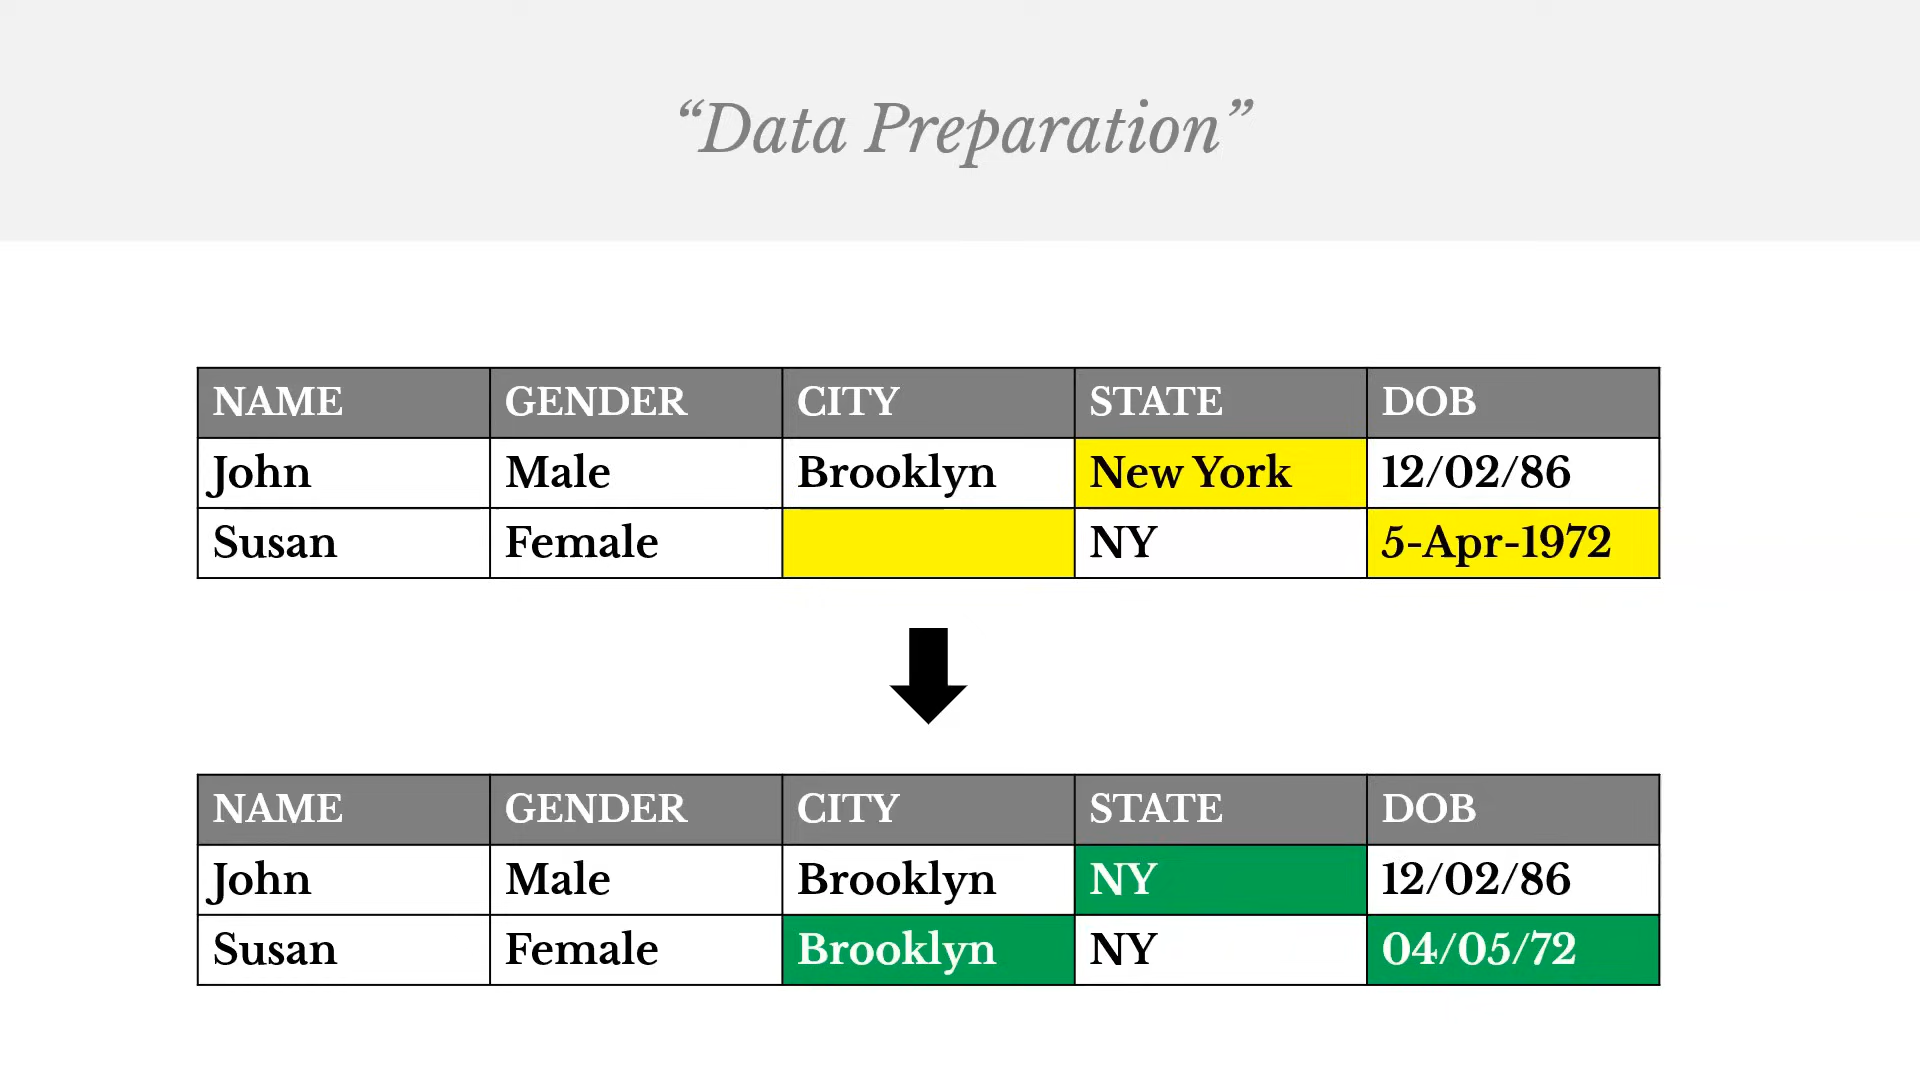 “Data Preparation”
NAME GENDER CITY STATE DOB
John Male Brooklyn New York 12/02/86
Susan Female NY 5-Apr-1972
NAME GENDER CITY STATE DOB
John Male Brooklyn NY 12/02/86
Susan Female Brooklyn NY 04/05/72